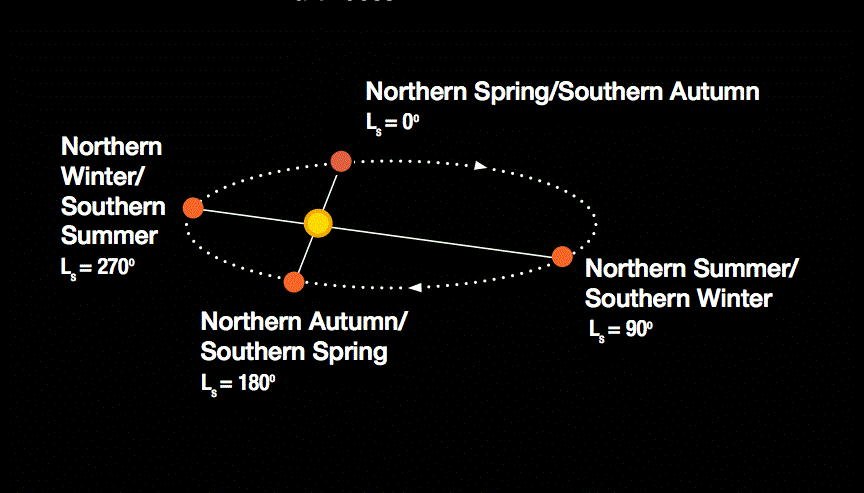 Northern Spring/Southern Autumn
Lₛ = 0º
Northern
Winter/
Southern
Summer
Lₛ = 270º
Northern Summer/
Southern Winter
Lₛ = 90º
Northern Autumn/
Southern Spring
Lₛ = 180º